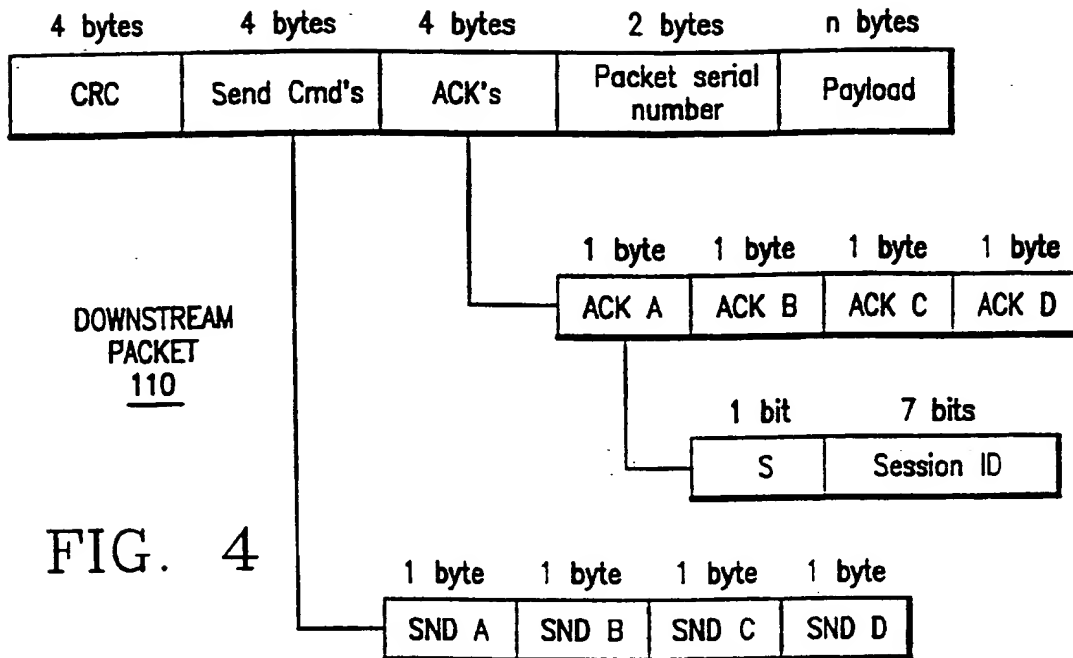 4 bytes 4 bytes 4 bytes 2 bytes n bytes
CRC Send Cmd's ACK's Packet serial number Payload
1 byte 1 byte 1 byte 1 byte
ACK A ACK B ACK C ACK D
DOWNSTREAM
PACKET
110
1 bit 7 bits
S Session ID
FIG. 4
1 byte 1 byte 1 byte 1 byte
SND A SND B SND C SND D